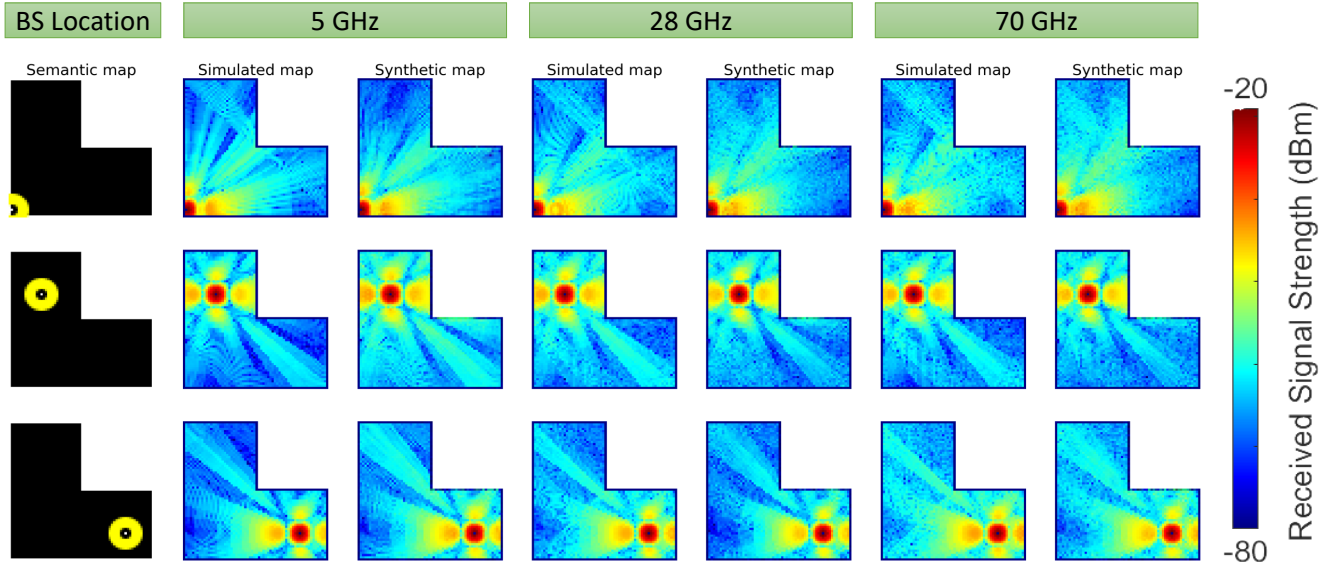 BS Location 5 GHz 28 GHz 70 GHz
Semantic map Simulated map Synthetic map Simulated map Synthetic map Simulated map Synthetic map
-20
Received Signal Strength (dBm)
-80